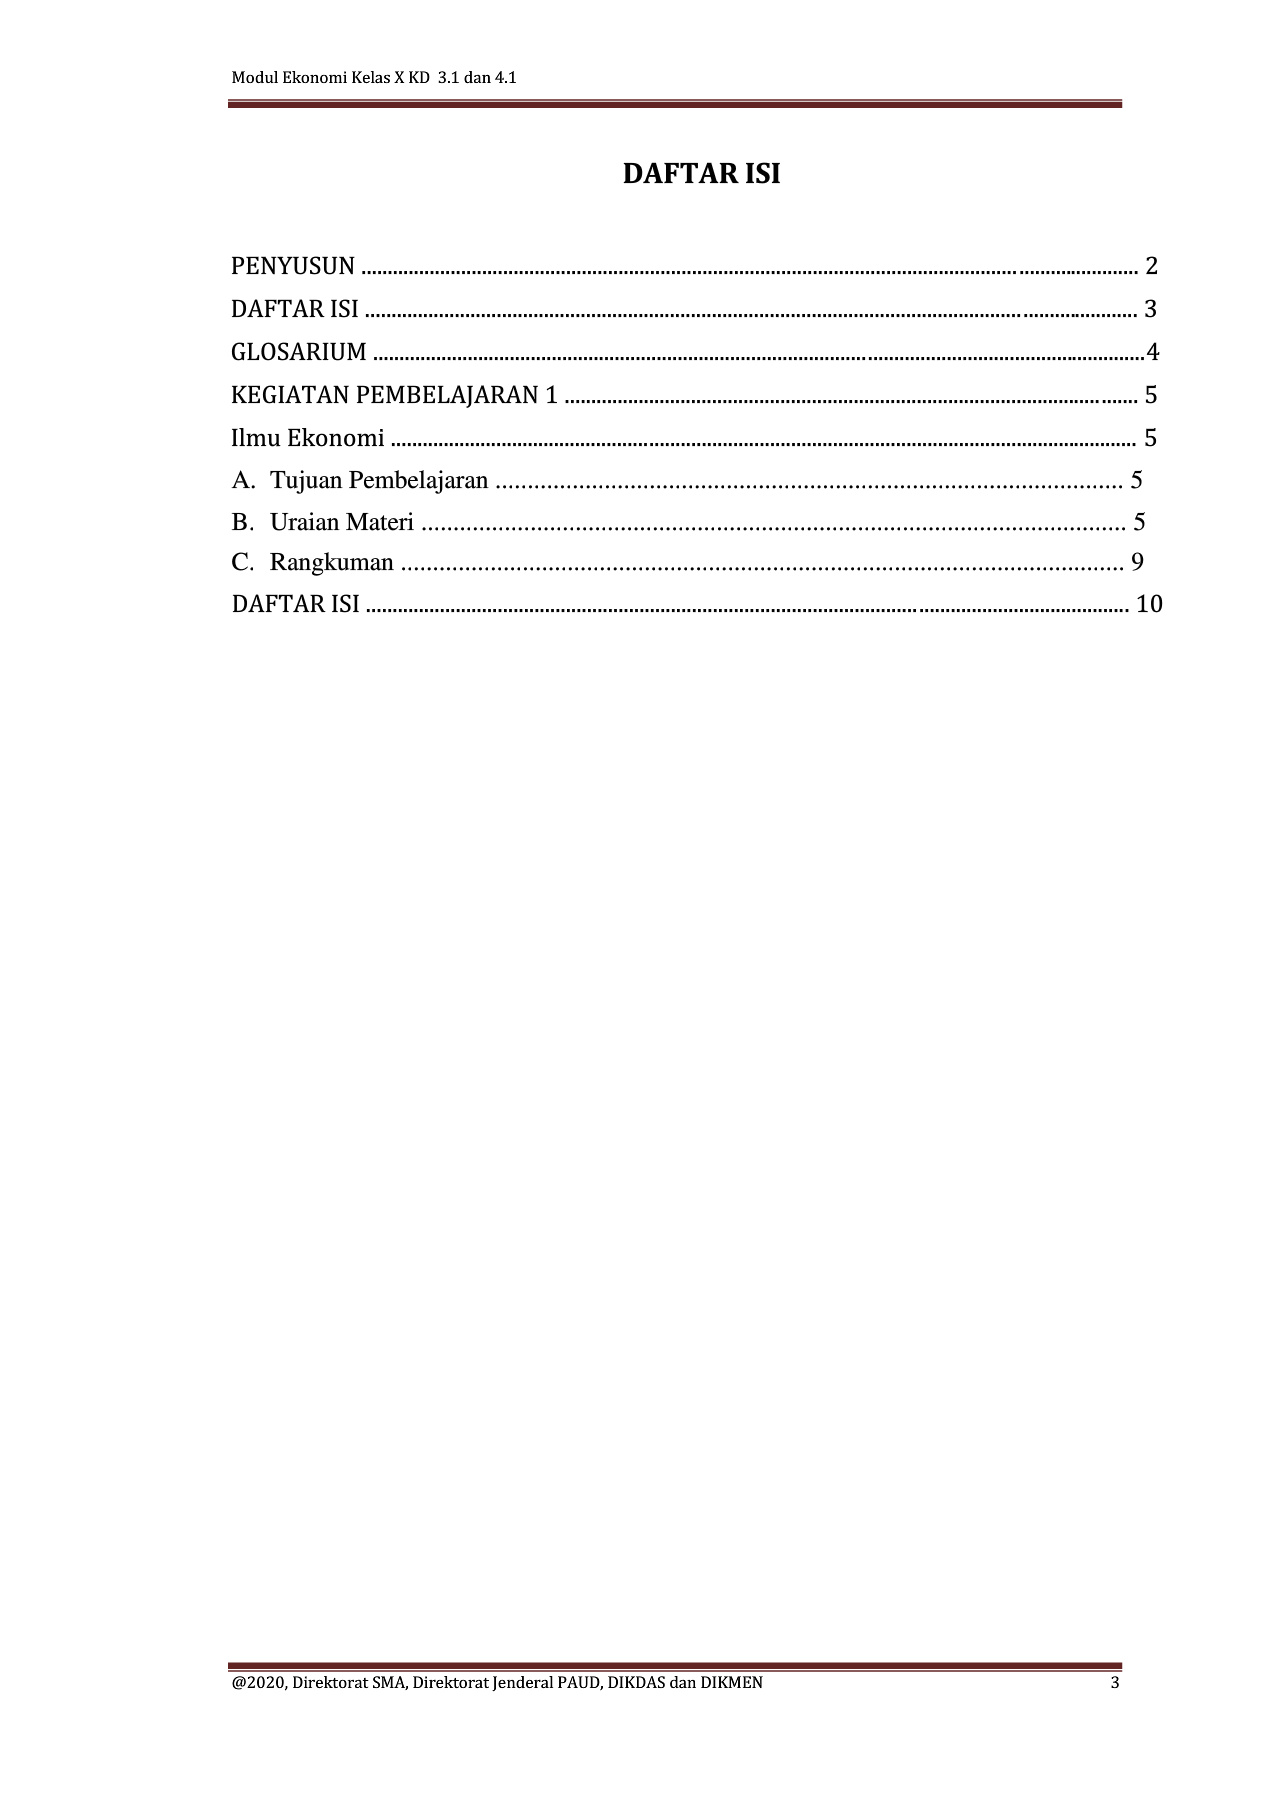 Modul Ekonomi Kelas X KD 3.1 dan 4.1
DAFTAR ISI
PENYUSUN ........................................................................................................ 2
DAFTAR ISI ........................................................................................................ 3
GLOSARIUM ........................................................................................................4
KEGIATAN PEMBELAJARAN 1 ........................................................................................................ 5
Ilmu Ekonomi ........................................................................................................ 5
A. Tujuan Pembelajaran ........................................................................................................ 5
B. Uraian Materi ........................................................................................................ 5
C. Rangkuman ........................................................................................................ 9
DAFTAR ISI ........................................................................................................ 10
@2020, Direktorat SMA, Direktorat Jenderal PAUD, DIKDAS dan DIKMEN 3